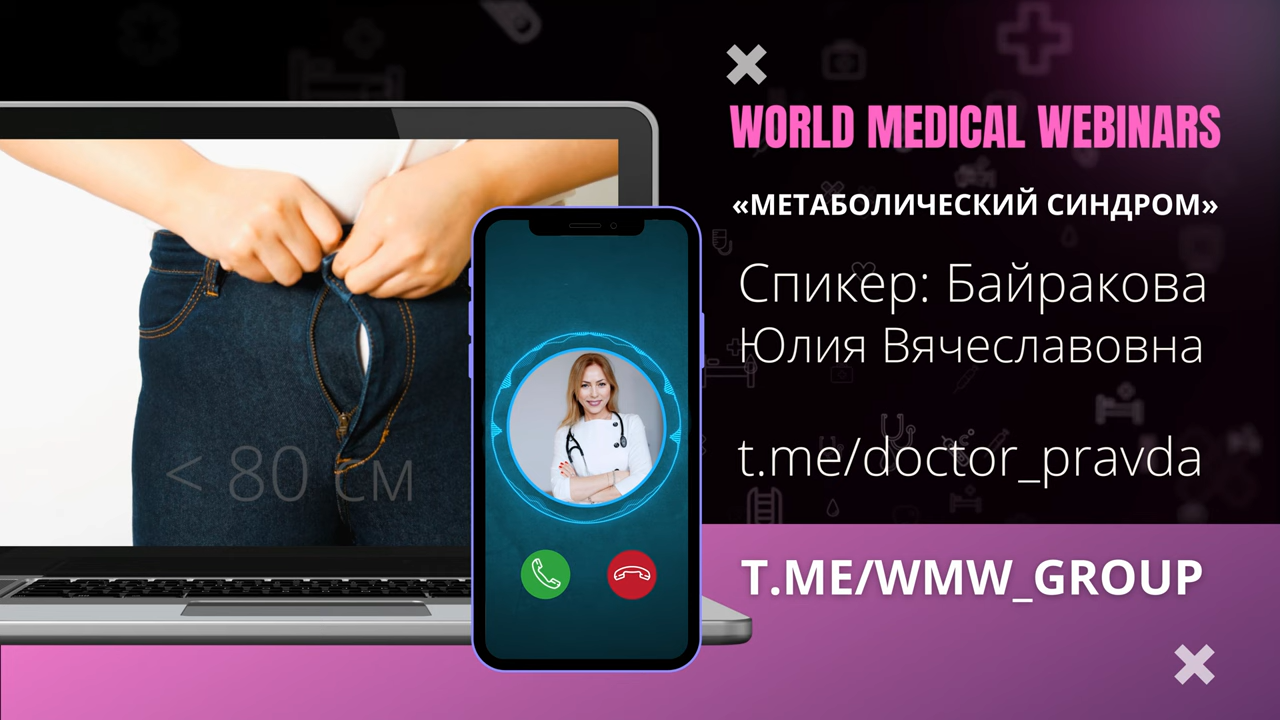 WORLD MEDICAL WEBINARS
«МЕТАБОЛИЧЕСКИЙ СИНДРОМ»
Спикер: Байракова
Юлия Вячеславовна
t.me/doctor_pravda
T.ME/WMW_GROUP
< 80 см